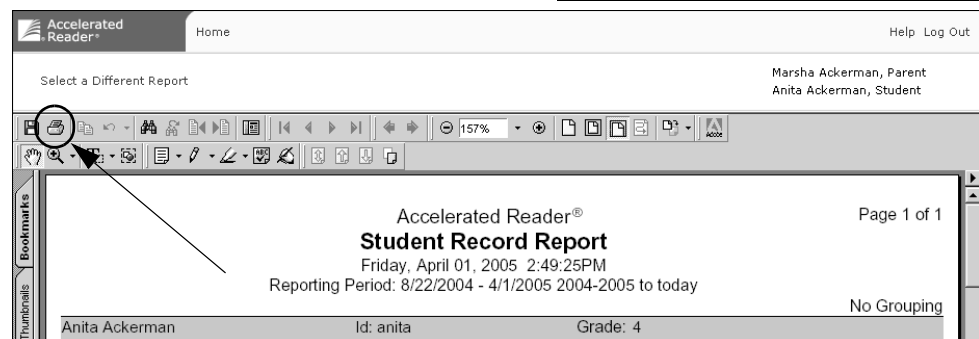 Accelerated
Reader®
Home
Help Log Out
Select a Different Report
Marsha Ackerman, Parent
Anita Ackerman, Student
157%
Adobe
Bookmarks
Thumbnails
Accelerated Reader®
Page 1 of 1
Student Record Report
Friday, April 01, 2005 2:49:25PM
Reporting Period: 8/22/2004 - 4/1/2005 2004-2005 to today
No Grouping
Anita Ackerman Id: anita Grade: 4